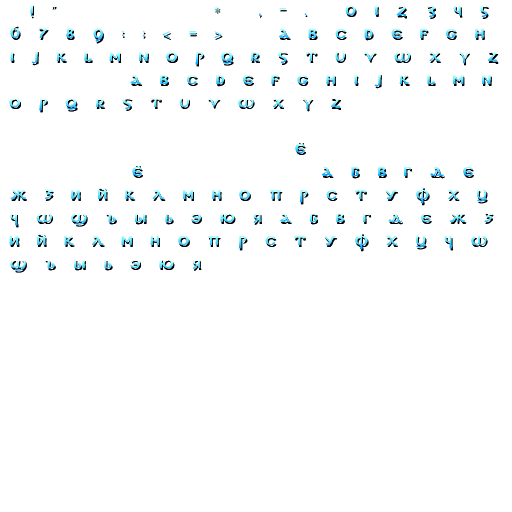 ! " * , - . 0 1 2 3 4 5
6 7 8 9 : ; < = > A B C D E F G H
I J K L M N O P Q R S T U V W X Y Z
A B C D E F G H I J K L M N
O P Q R S T U V W X Y Z
Ё
Ё А Б В Г Д Е
Ж З И Й К Л М Н О П Р С Т У Ф Х Ц
Ч Ш Щ Ъ Ы Ь Э Ю Я А Б В Г Д Е Ж З
И Й К Л М Н О П Р С Т У Ф Х Ц Ч Ш
Щ Ъ Ы Ь Э Ю Я